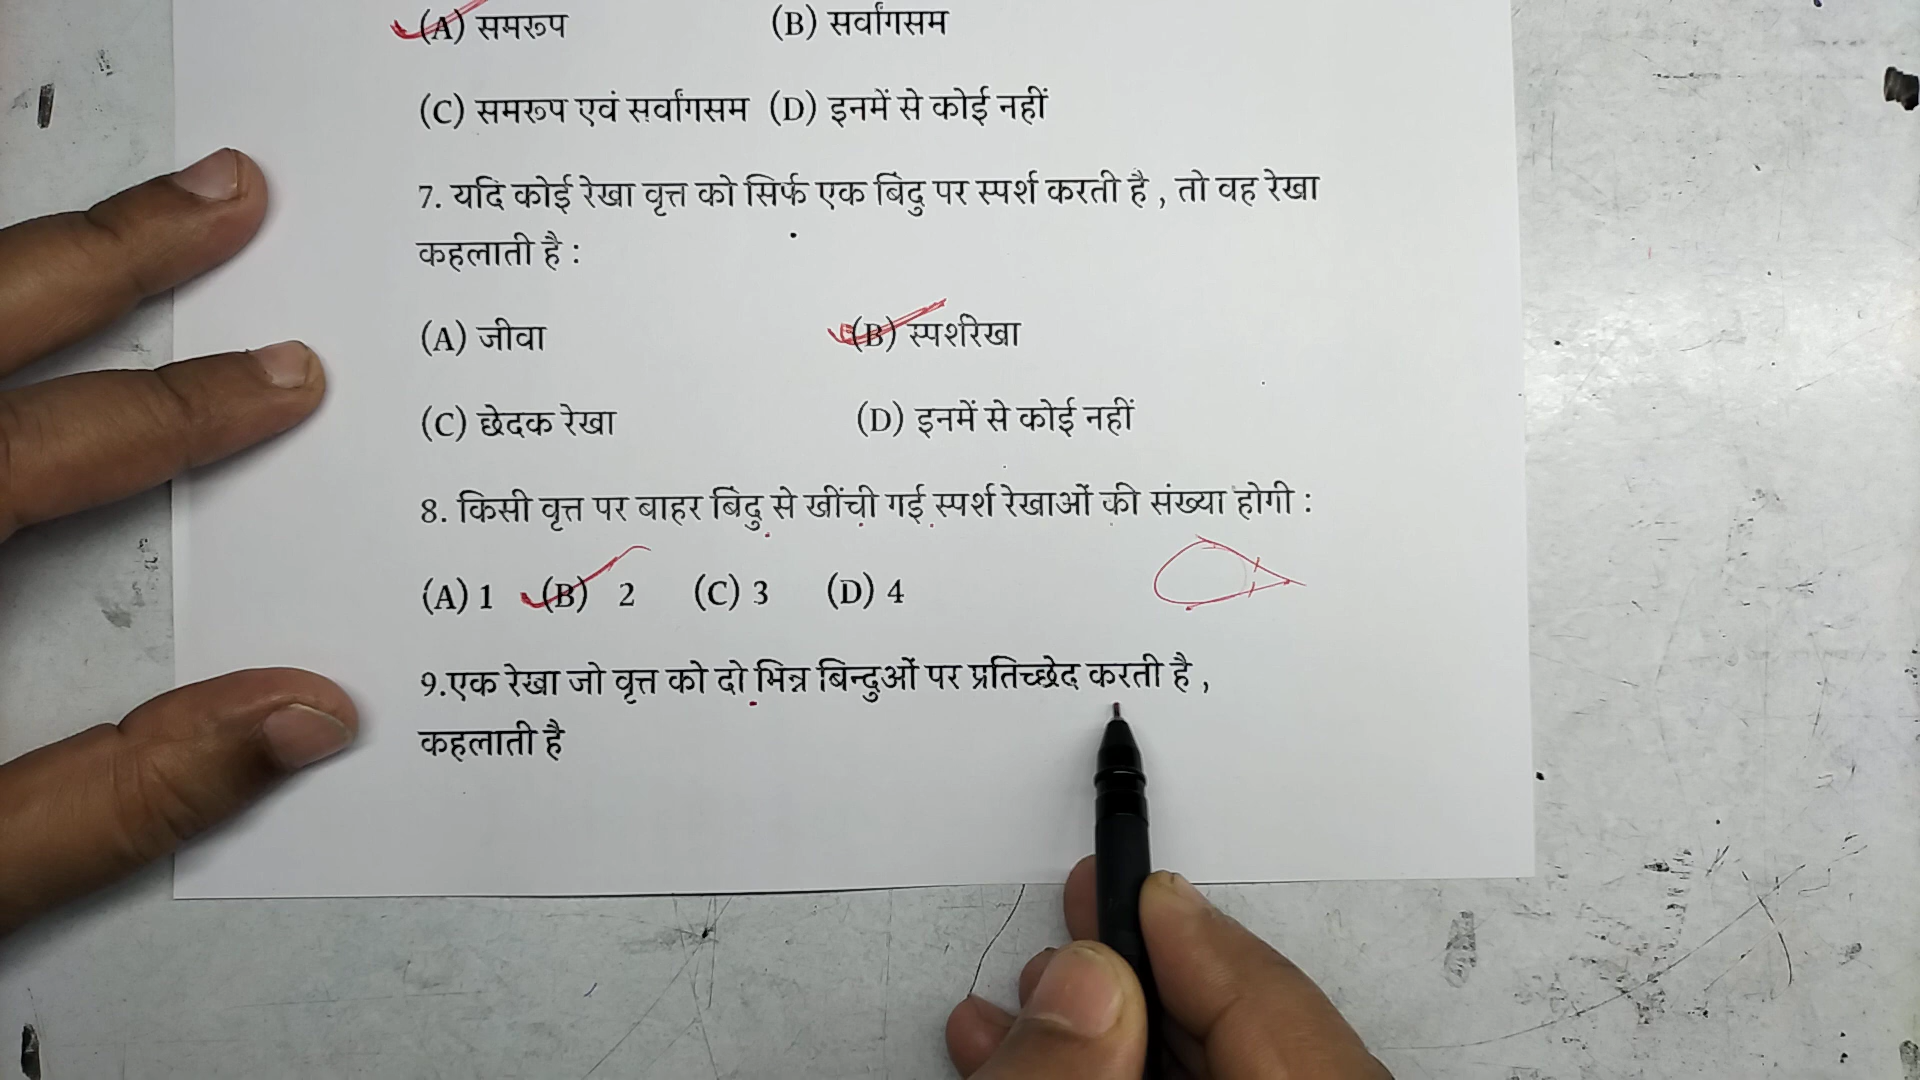 (A) समरूप (B) सर्वांगसम
(C) समरूप एवं सर्वांगसम (D) इनमें से कोई नहीं
7. यदि कोई रेखा वृत्त को सिर्फ एक बिंदु पर स्पर्श करती है , तो वह रेखा
कहलाती है :
(A) जीवा (B) स्पर्शरेखा
(C) छेदक रेखा (D) इनमें से कोई नहीं
8. किसी वृत्त पर बाहर बिंदु से खींची गई स्पर्श रेखाओं की संख्या होगी :
(A) 1 (B) 2 (C) 3 (D) 4
9.एक रेखा जो वृत्त को दो भिन्न बिन्दुओं पर प्रतिच्छेद करती है ,
कहलाती है